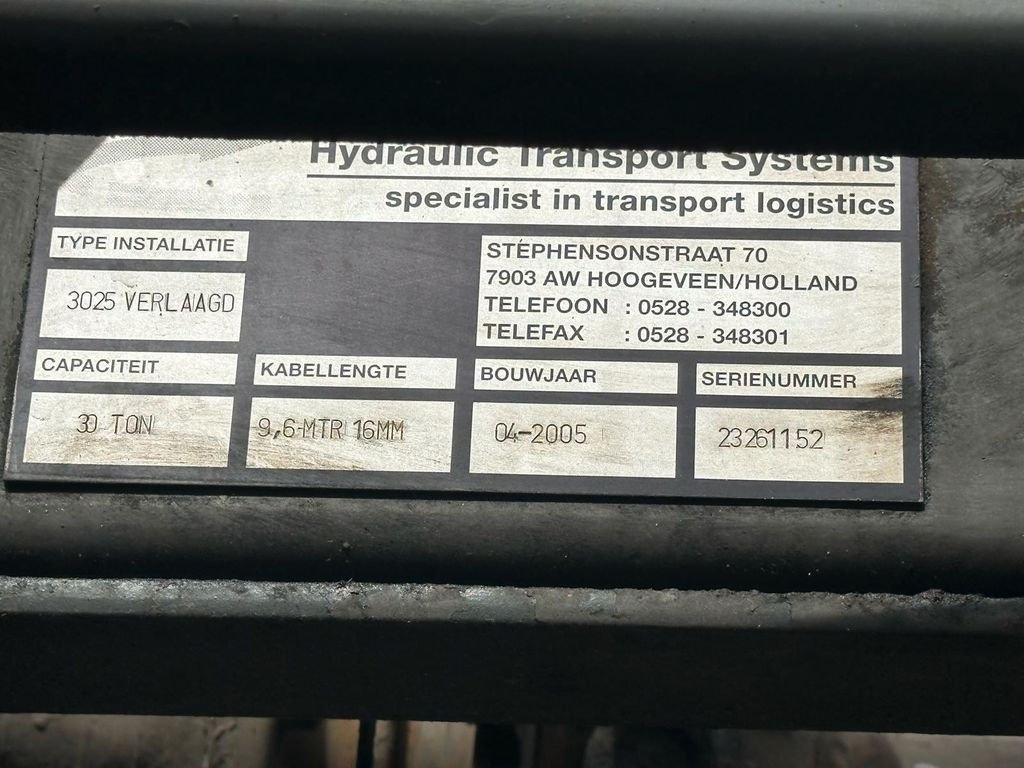 Hydraulic Transport Systems
specialist in transport logistics
TYPE INSTALLATIE
3025 VERLAAGD
STEPHENSONSTRAAT 70
7903 AW HOOGEVEEN/HOLLAND
TELEFOON : 0528 - 348300
TELEFAX : 0528 - 348301
CAPACITEIT
KABELLENGTE
BOUWJAAR
SERIENUMMER
30 TON
9,6-MTR 16MM
04-2005
23261152